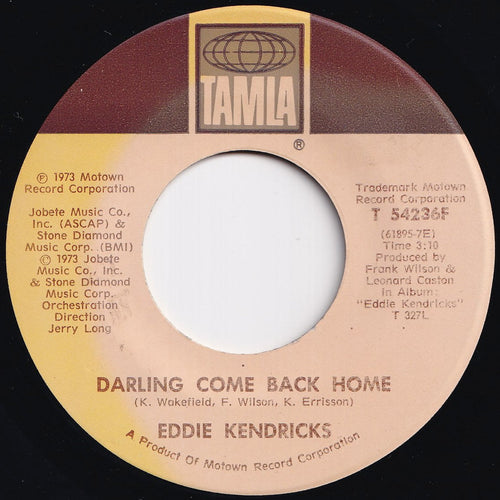 TAMLA
®
℗ 1973 Motown
Record Corporation
Jobete Music Co.,
Inc. (ASCAP) &
Stone Diamond
Music Corp. (BMI)
© 1973 Jobete
Music Co., Inc.
& Stone Diamond
Music Corp.
Orchestration
Direction
Jerry Long
Trademark Motown
Record Corporation
T 54236F
(61895-7E)
Time 3:10
Produced by
Frank Wilson &
Leonard Caston
in Album:
"Eddie Kendricks"
T 327L
DARLING COME BACK HOME
(K. Wakefield, F. Wilson, K. Errisson)
EDDIE KENDRICKS
A Product Of Motown Record Corporation